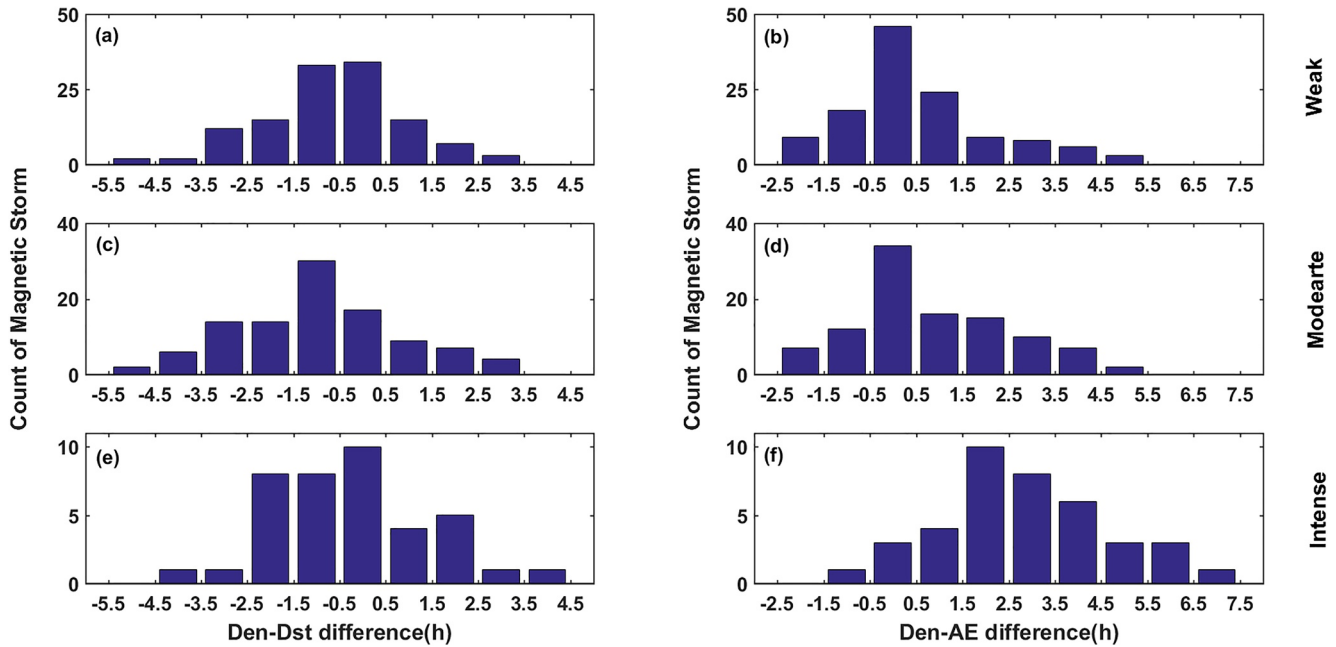 Count of Magnetic Storm
(a)
50
25
0
-5.5 -4.5 -3.5 -2.5 -1.5 -0.5 0.5 1.5 2.5 3.5 4.5
(b)
50
25
0
-2.5 -1.5 -0.5 0.5 1.5 2.5 3.5 4.5 5.5 6.5 7.5
Weak
(c)
40
20
0
-5.5 -4.5 -3.5 -2.5 -1.5 -0.5 0.5 1.5 2.5 3.5 4.5
Count of Magnetic Storm
(d)
40
20
0
-2.5 -1.5 -0.5 0.5 1.5 2.5 3.5 4.5 5.5 6.5 7.5
Modearte
(e)
10
5
0
-5.5 -4.5 -3.5 -2.5 -1.5 -0.5 0.5 1.5 2.5 3.5 4.5
Den-Dst difference(h)
(f)
10
5
0
-2.5 -1.5 -0.5 0.5 1.5 2.5 3.5 4.5 5.5 6.5 7.5
Den-AE difference(h)
Intense